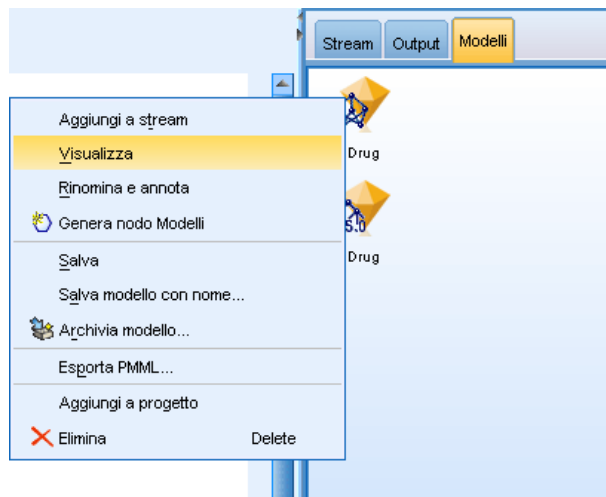 Stream Output Modelli
Aggiungi a stream
Visualizza
Drug
Rinomina e annota
Genera nodo Modelli
5.0
Salva
Drug
Salva modello con nome...
Archivia modello...
Esporta PMML...
Aggiungi a progetto
Elimina Delete